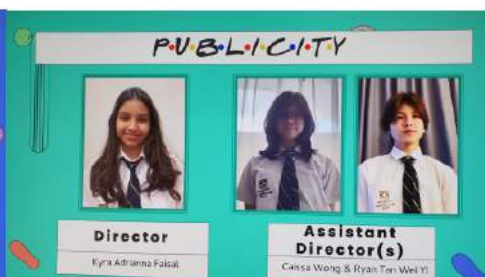 P·U·B·L·I·C·I·T·Y
Director
Kyra Adrianna Faisal
Assistant
Director(s)
Caissa Wong & Ryan Ten Wei Yi